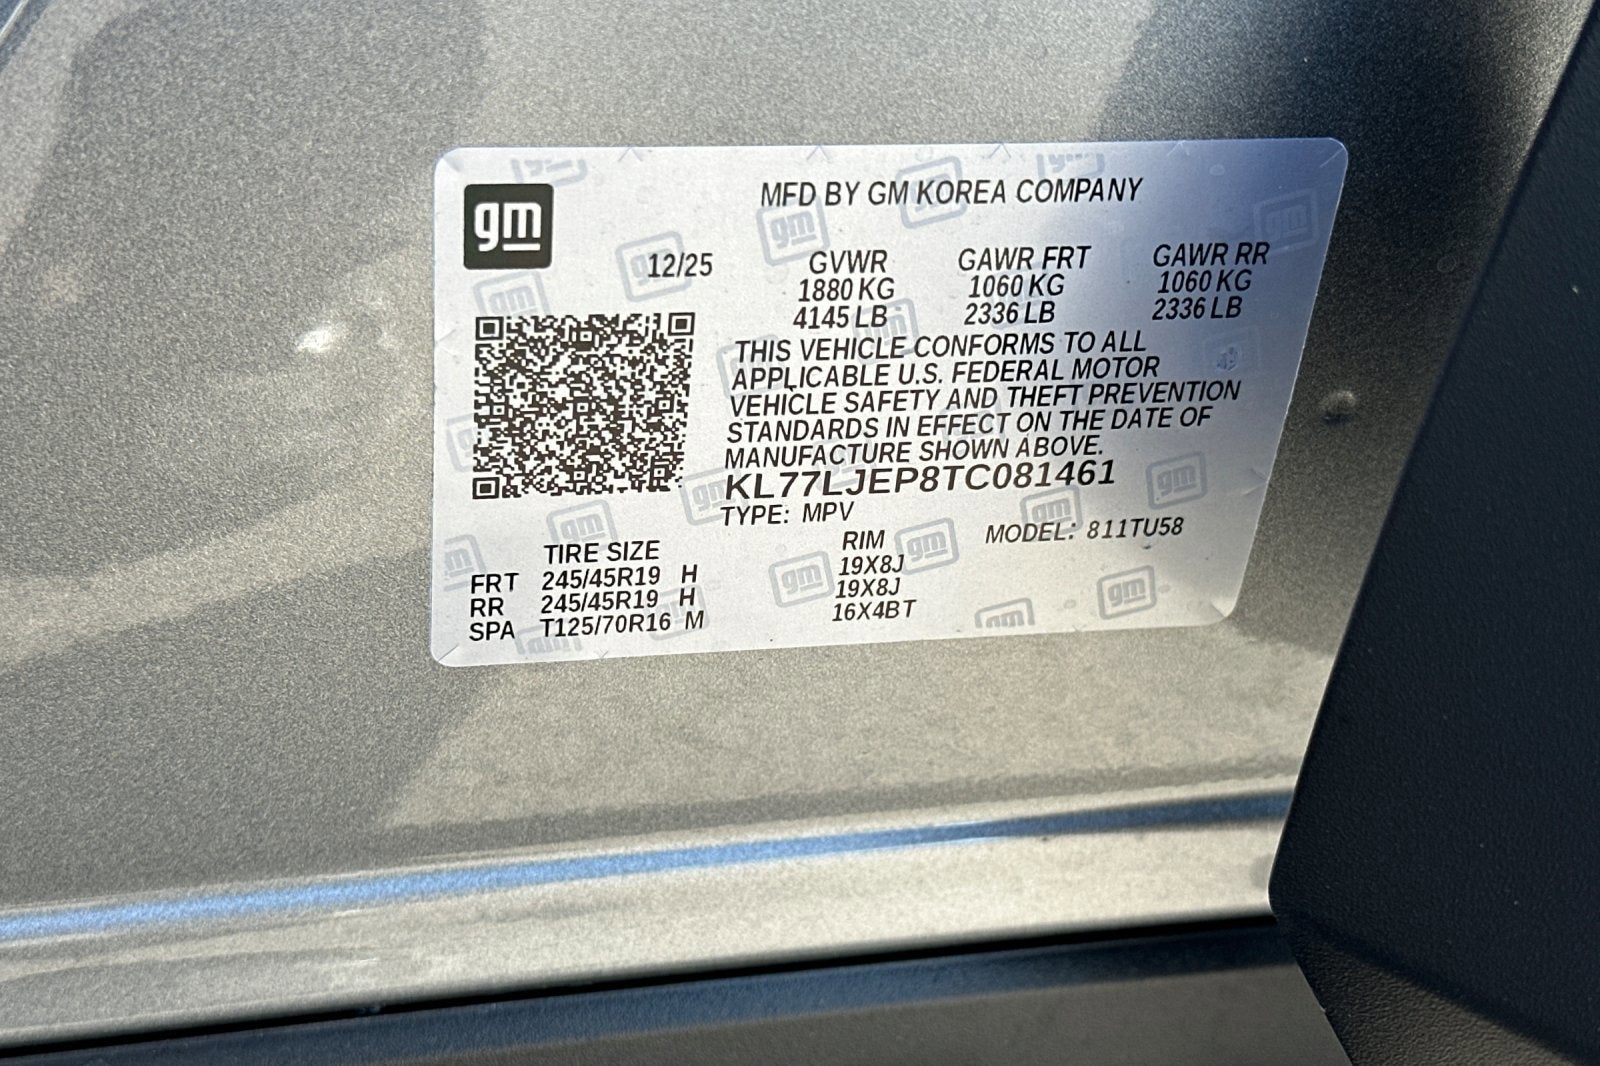 gm
MFD BY GM KOREA COMPANY
12/25
GVWR GAWR FRT GAWR RR
1880 KG 1060 KG 1060 KG
4145 LB 2336 LB 2336 LB
THIS VEHICLE CONFORMS TO ALL
APPLICABLE U.S. FEDERAL MOTOR
VEHICLE SAFETY AND THEFT PREVENTION
STANDARDS IN EFFECT ON THE DATE OF
MANUFACTURE SHOWN ABOVE.
KL77LJEP8TC081461
TYPE: MPV
MODEL: 811TU58
TIRE SIZE RIM
FRT 245/45R19 H 19X8J
RR 245/45R19 H 19X8J
SPA T125/70R16 M 16X4BT